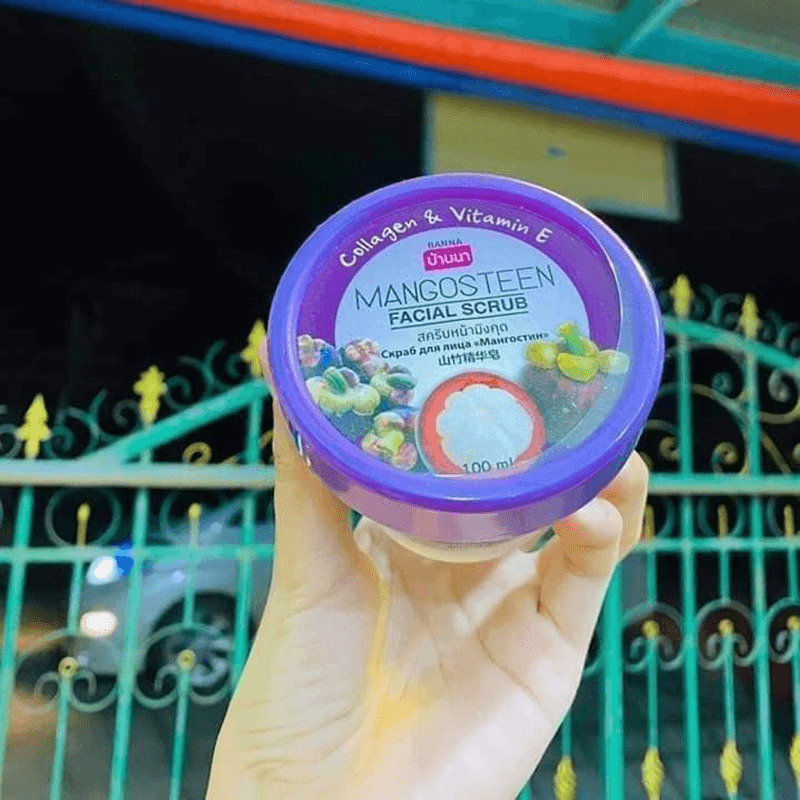 Collagen & Vitamin E
BANNA
บ้านนา
MANGOSTEEN
FACIAL SCRUB
สครับหน้ามังคุด
Скраб для лица «Мангостин»
山竹精华皂
100 ml